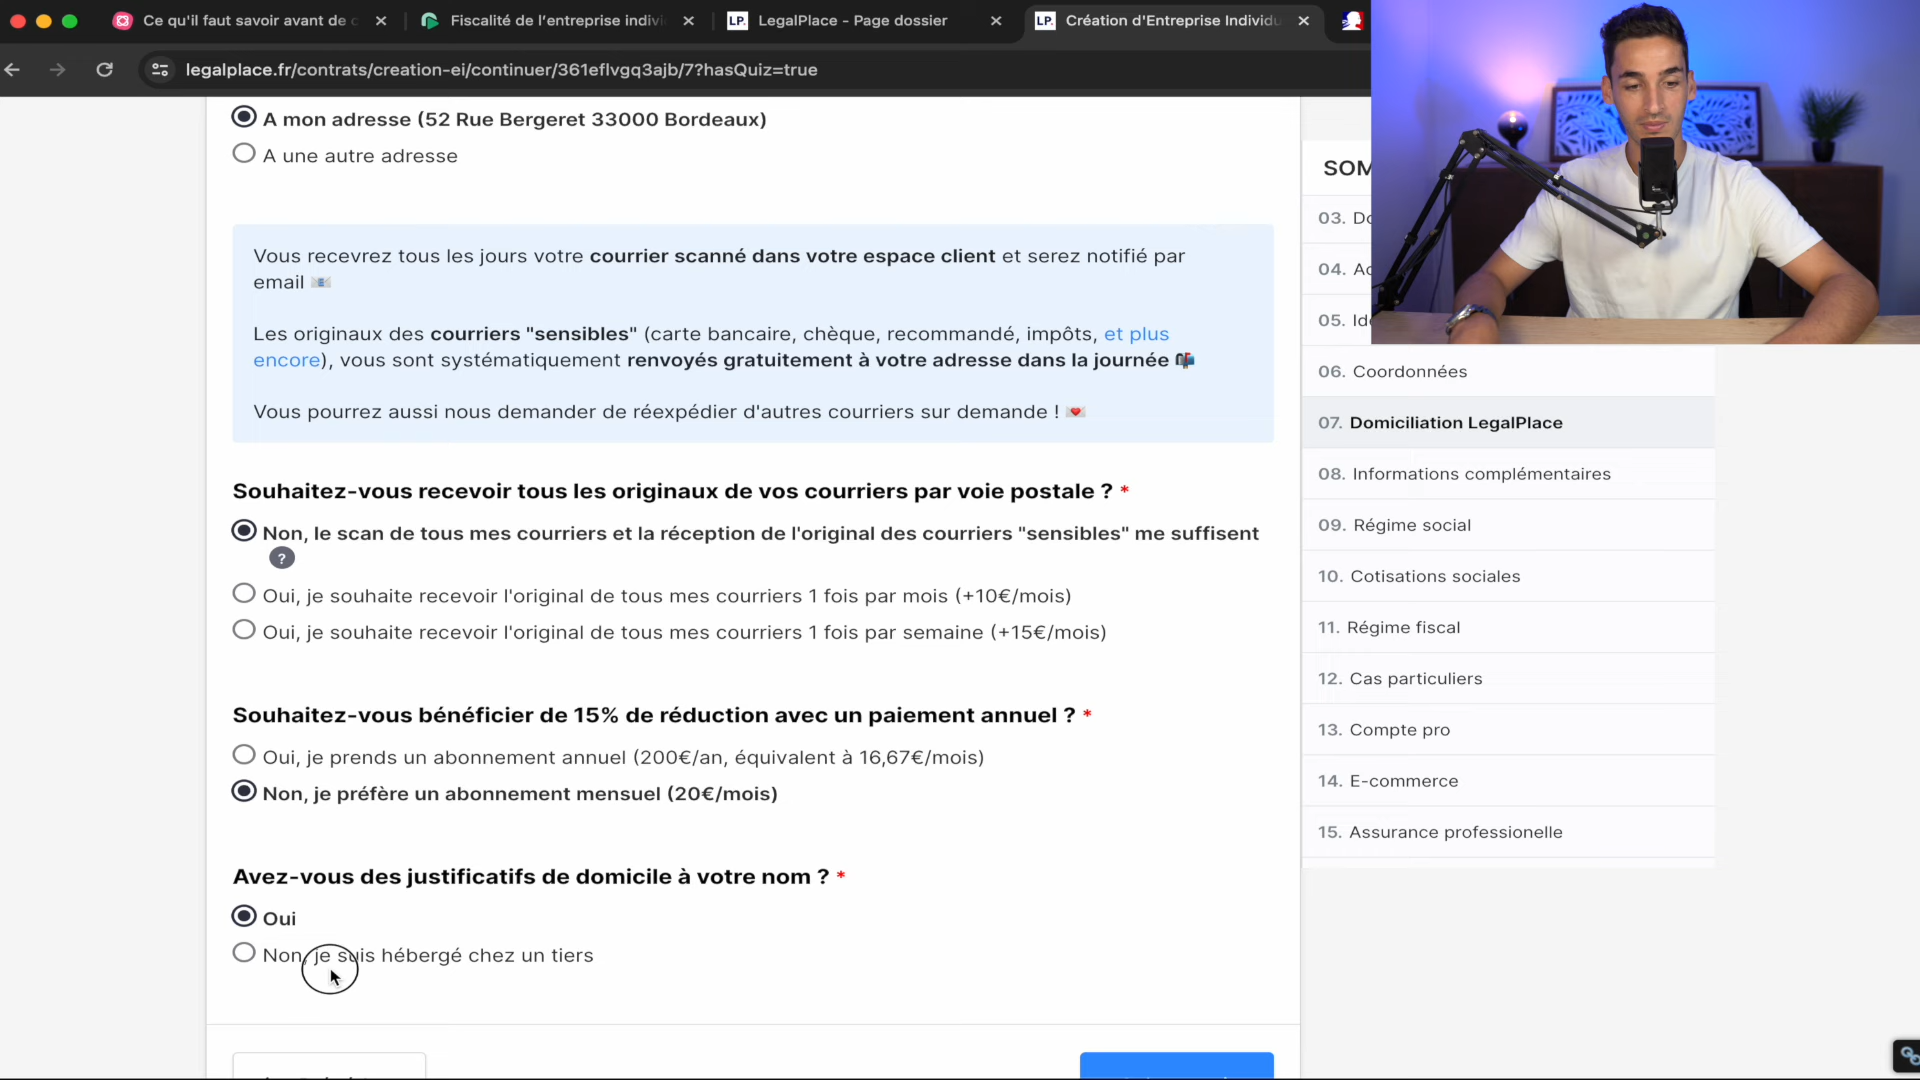 Ce qu'il faut savoir avant de
Fiscalité de l'entreprise indivi
LP. LegalPlace - Page dossier
LP. Création d'Entreprise Individu
legalplace.fr/contrats/creation-ei/continuer/361eflvgq3ajb/7?hasQuiz=true
A mon adresse (52 Rue Bergeret 33000 Bordeaux)
A une autre adresse
Vous recevrez tous les jours votre courrier scanné dans votre espace client et serez notifié par
email
Les originaux des courriers "sensibles" (carte bancaire, chèque, recommandé, impôts, et plus
encore), vous sont systématiquement renvoyés gratuitement à votre adresse dans la journée
Vous pourrez aussi nous demander de réexpédier d'autres courriers sur demande !
Souhaitez-vous recevoir tous les originaux de vos courriers par voie postale ? *
Non, le scan de tous mes courriers et la réception de l'original des courriers "sensibles" me suffisent
?
Oui, je souhaite recevoir l'original de tous mes courriers 1 fois par mois (+10€/mois)
Oui, je souhaite recevoir l'original de tous mes courriers 1 fois par semaine (+15€/mois)
Souhaitez-vous bénéficier de 15% de réduction avec un paiement annuel ? *
Oui, je prends un abonnement annuel (200€/an, équivalent à 16,67€/mois)
Non, je préfère un abonnement mensuel (20€/mois)
Avez-vous des justificatifs de domicile à votre nom ? *
Oui
Non, je suis hébergé chez un tiers
SOM
03. Do
04. Ac
05. Id
06. Coordonnées
07. Domiciliation LegalPlace
08. Informations complémentaires
09. Régime social
10. Cotisations sociales
11. Régime fiscal
12. Cas particuliers
13. Compte pro
14. E-commerce
15. Assurance professionelle